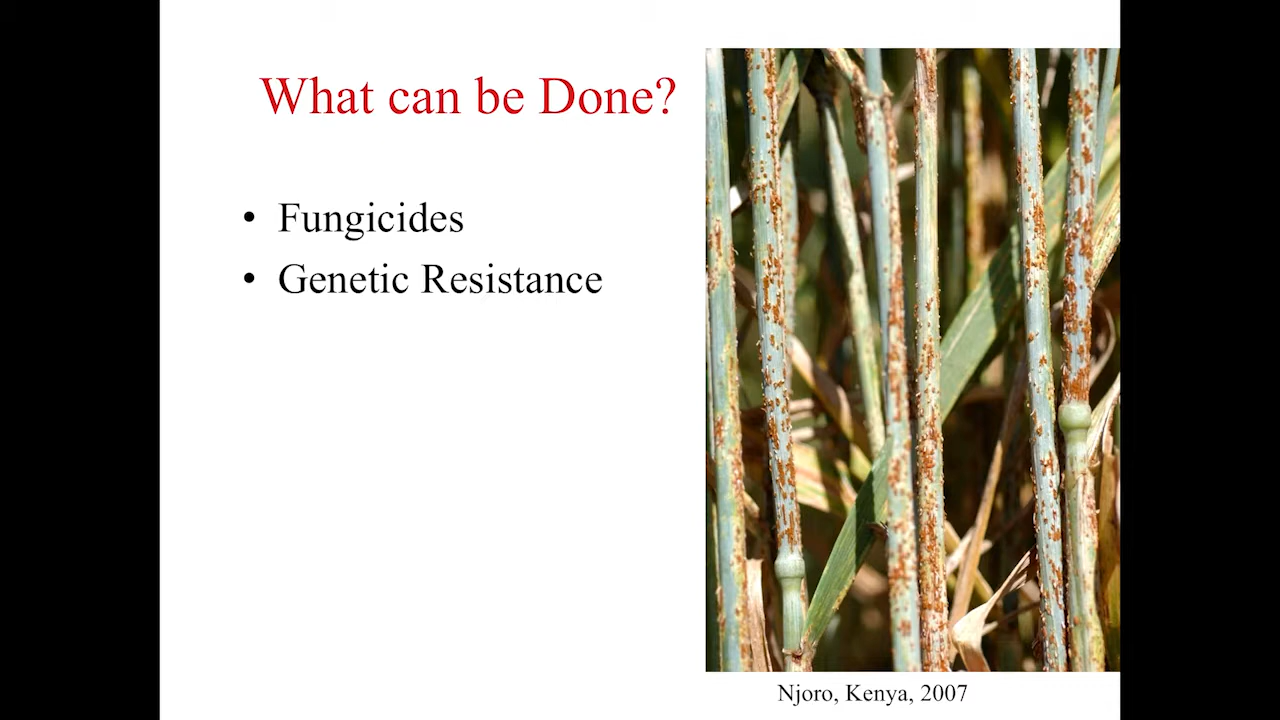 What can be Done?
• Fungicides
• Genetic Resistance
Njoro, Kenya, 2007